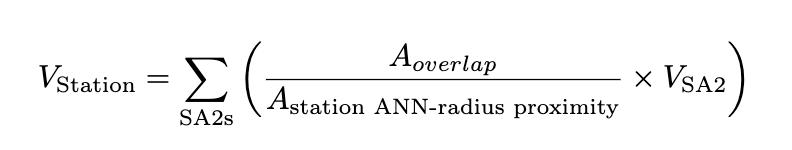 V_Station = ∑_SA2s ( A_overlap / A_station ANN-radius proximity × V_SA2 )